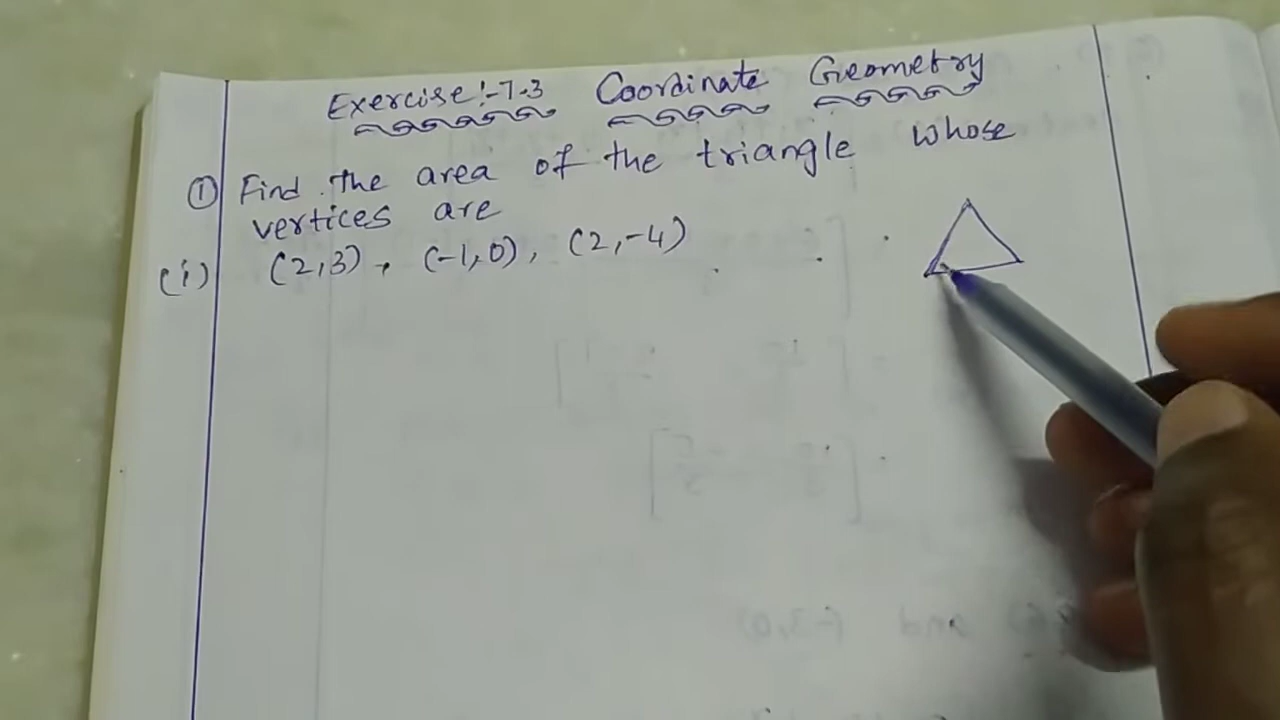 Exercise:-7.3 Coordinate Geometry
① Find the area of the triangle whose
vertices are
(i) (2,3), (-1,0), (2,-4)